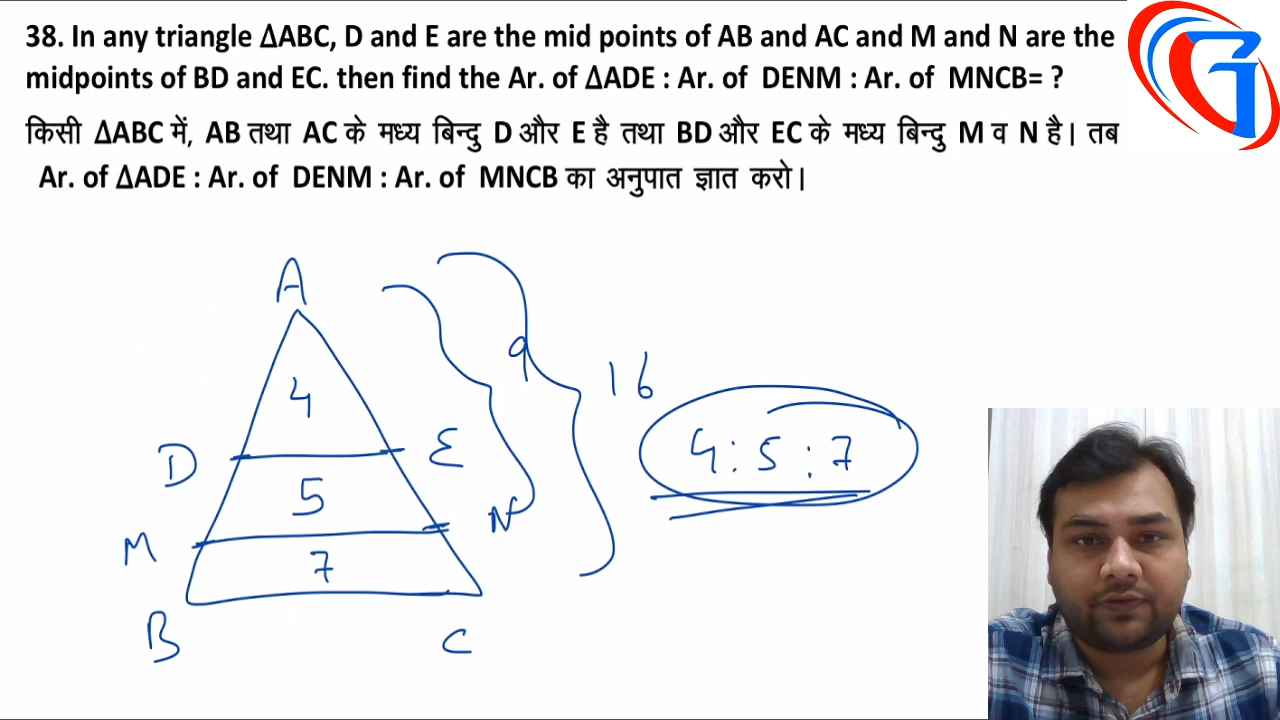 38. In any triangle ΔABC, D and E are the mid points of AB and AC and M and N are the
midpoints of BD and EC. then find the Ar. of ΔADE : Ar. of DENM : Ar. of MNCB= ?
किसी ΔABC में, AB तथा AC के मध्य बिन्दु D और E है तथा BD और EC के मध्य बिन्दु M व N है। तब
Ar. of ΔADE : Ar. of DENM : Ar. of MNCB का अनुपात ज्ञात करो।
A
9
16
4
4:5:7
D
E
5
N
M
7
B
C